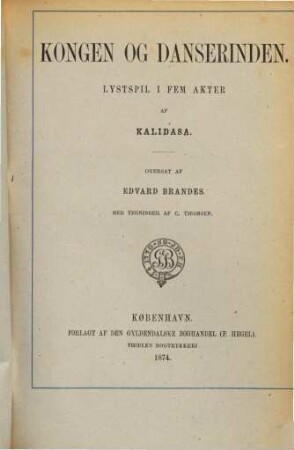 KONGEN OG DANSERINDEN.
LYSTSPIL I FEM AKTER
AF
KALIDASA.
OVERSAT AF
EDVARD BRANDES.
MED TEGNINGER AF C. THOMSEN.
KØBENHAVN.
FORLAGT AF DEN GYLDENDALSKE BOGHANDEL (F. HEGEL).
THIELES BOGTRYKKERI.
1874.